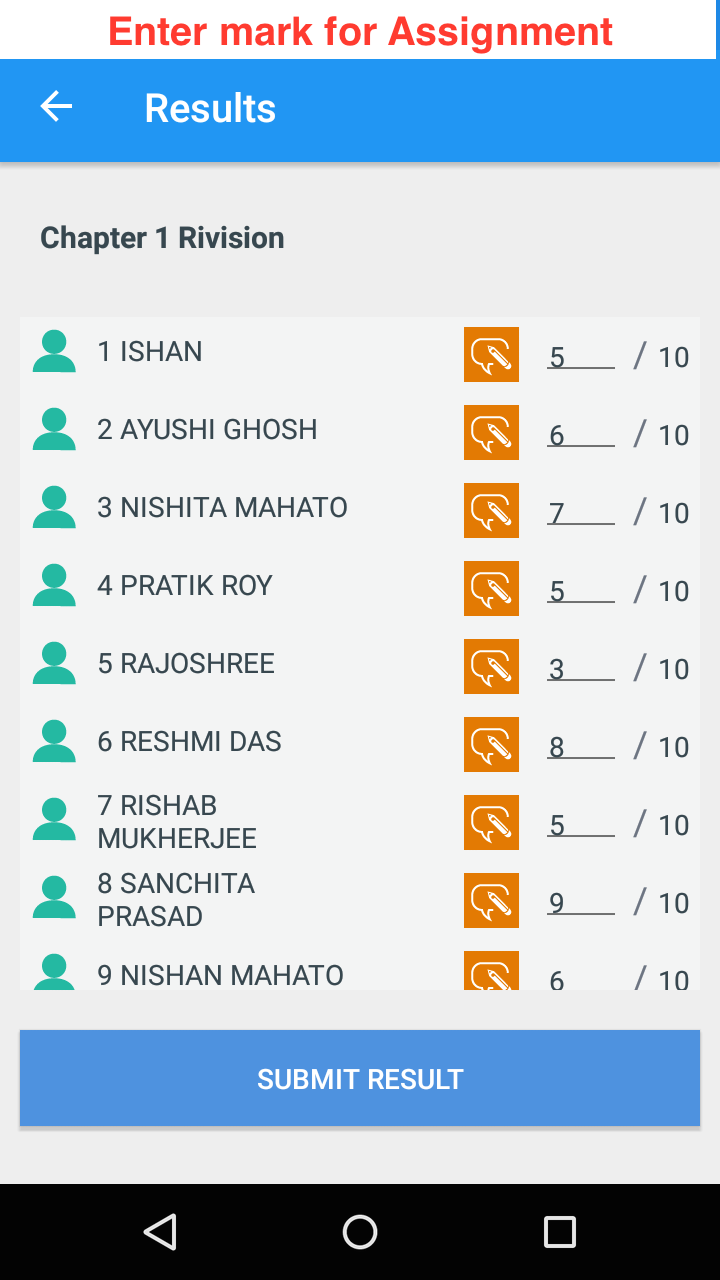 Enter mark for Assignment
Results
Chapter 1 Rivision
1 ISHAN 5 / 10
2 AYUSHI GHOSH 6 / 10
3 NISHITA MAHATO 7 / 10
4 PRATIK ROY 5 / 10
5 RAJOSHREE 3 / 10
6 RESHMI DAS 8 / 10
7 RISHAB
MUKHERJEE 5 / 10
8 SANCHITA
PRASAD 9 / 10
9 NISHAN MAHATO 6 / 10
SUBMIT RESULT